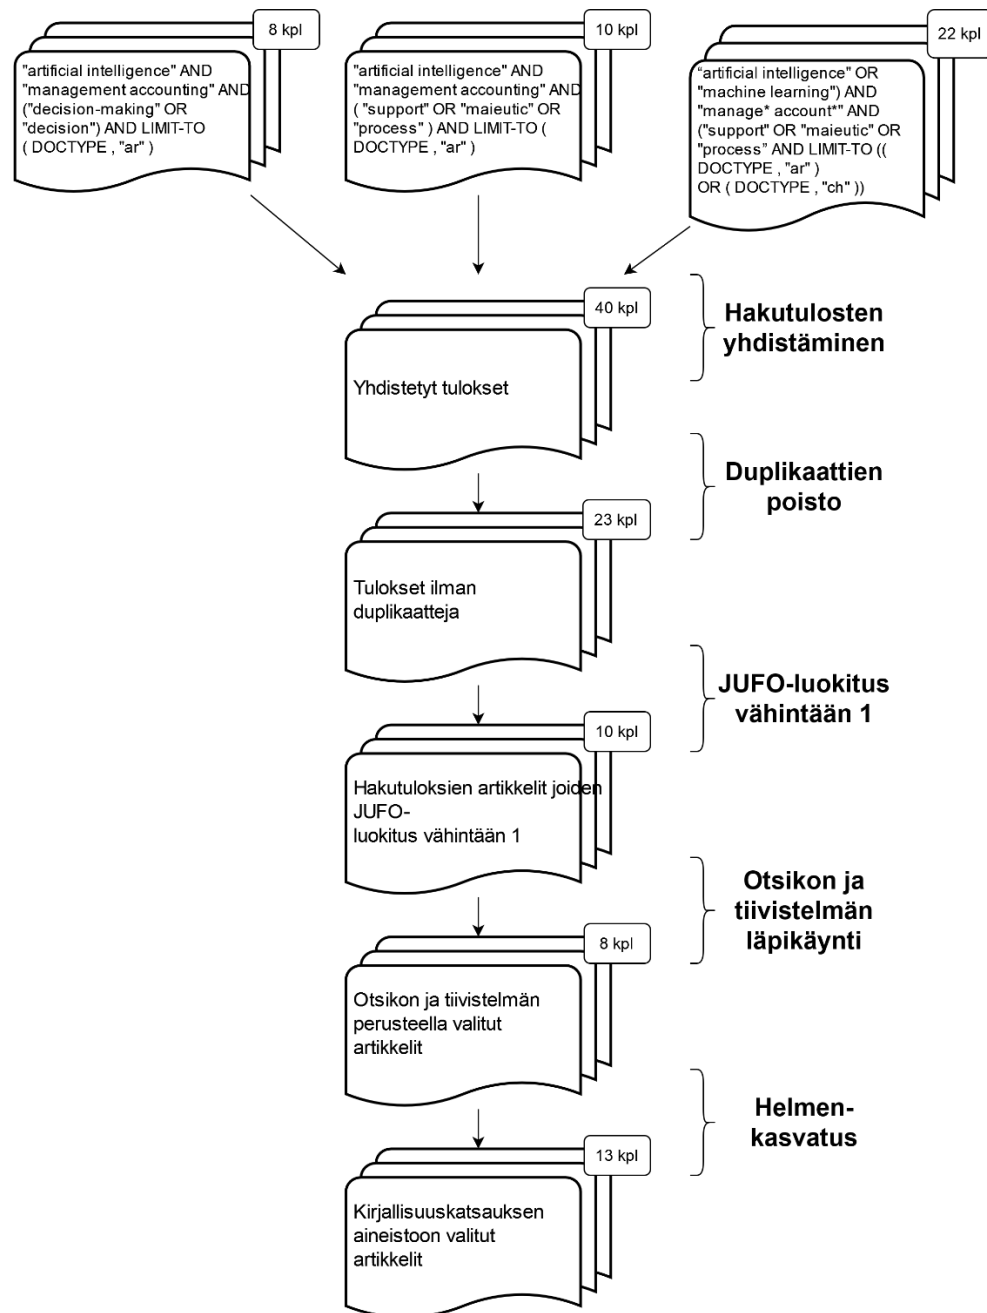 8 kpl
"artificial intelligence" AND
"management accounting" AND
("decision-making" OR
"decision") AND LIMIT-TO
( DOCTYPE , "ar" )
10 kpl
"artificial intelligence" AND
"management accounting" AND
( "support" OR "maieutic" OR
"process" ) AND LIMIT-TO (
DOCTYPE , "ar" )
22 kpl
“artificial intelligence" OR
"machine learning") AND
"manage* account*" AND
("support" OR "maieutic" OR
"process” AND LIMIT-TO ((
DOCTYPE , "ar" )
OR ( DOCTYPE , "ch" ))
40 kpl
Yhdistetyt tulokset
Hakutulosten
yhdistäminen
Duplikaattien
poisto
23 kpl
Tulokset ilman
duplikaatteja
JUFO-luokitus
vähintään 1
10 kpl
Hakutuloksien artikkelit joiden
JUFO-
luokitus vähintään 1
Otsikon ja
tiivistelmän
läpikäynti
8 kpl
Otsikon ja tiivistelmän
perusteella valitut
artikkelit
Helmen-
kasvatus
13 kpl
Kirjallisuuskatsauksen
aineistoon valitut
artikkelit